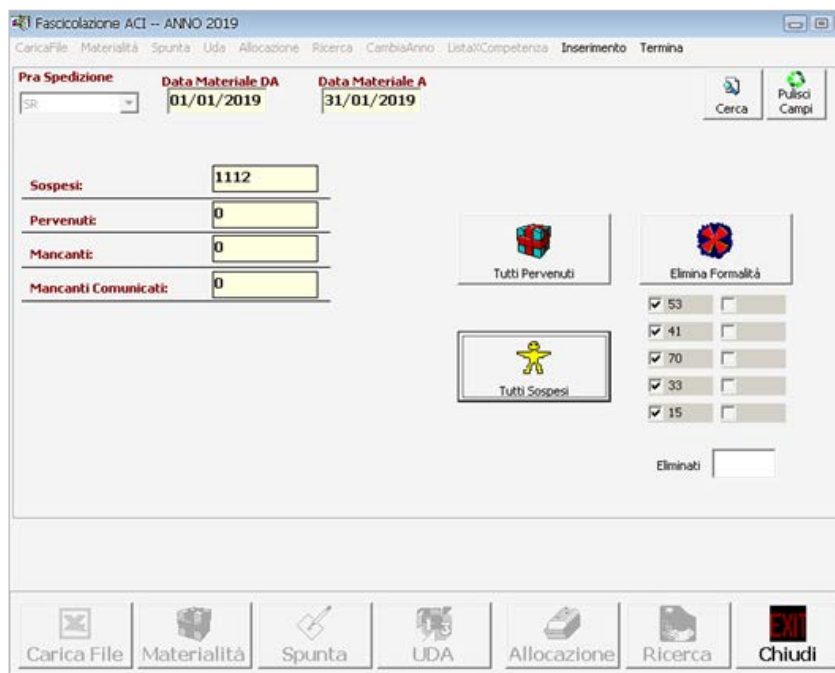 Fascicolazione ACI -- ANNO 2019
CaricaFile Materialità Spunta Uda Allocazione Ricerca CambiaAnno ListaXCompetenza Inserimento Termina
Pra Spedizione Data Materiale DA Data Materiale A
SR 01/01/2019 31/01/2019
Cerca
Pulisci Campi
Sospesi: 1112
Pervenuti: 0
Mancanti: 0
Mancanti Comunicati: 0
Tutti Pervenuti
Elimina Formalità
53
41
70
33
15
Tutti Sospesi
Eliminati
EXIT
Carica File Materialità Spunta UDA Allocazione Ricerca Chiudi